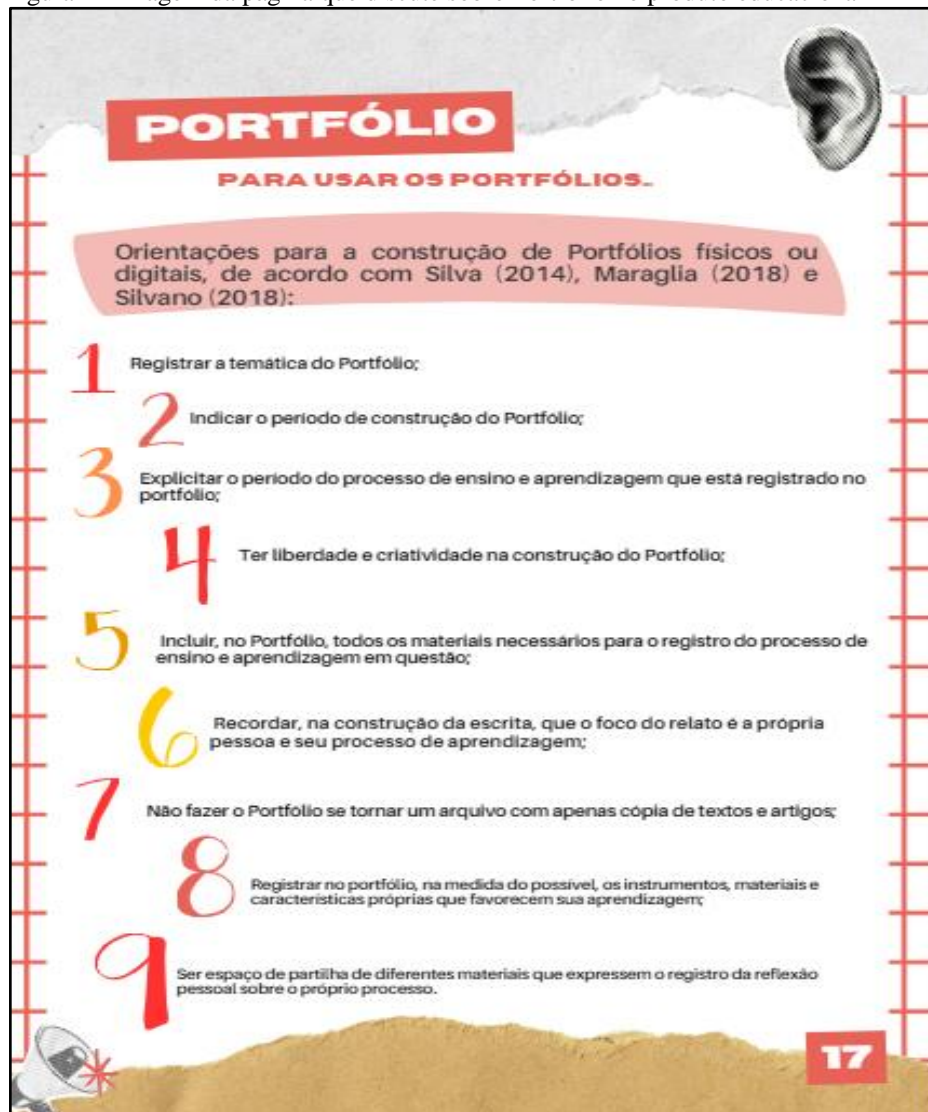 PORTFÓLIO
PARA USAR OS PORTFÓLIOS..
Orientações para a construção de Portfólios físicos ou
digitais, de acordo com Silva (2014), Maraglia (2018) e
Silvano (2018):
1 Registrar a temática do Portfólio;
2 Indicar o período de construção do Portfólio;
3 Explicitar o período do processo de ensino e aprendizagem que está registrado no
portfólio;
4 Ter liberdade e criatividade na construção do Portfólio;
5 Incluir, no Portfólio, todos os materiais necessários para o registro do processo de
ensino e aprendizagem em questão;
6 Recordar, na construção da escrita, que o foco do relato é a própria
pessoa e seu processo de aprendizagem;
7 Não fazer o Portfólio se tornar um arquivo com apenas cópia de textos e artigos;
8 Registrar no portfólio, na medida do possível, os instrumentos, materiais e
características próprias que favorecem sua aprendizagem;
9 Ser espaço de partilha de diferentes materiais que expressem o registro da reflexão
pessoal sobre o próprio processo.
17